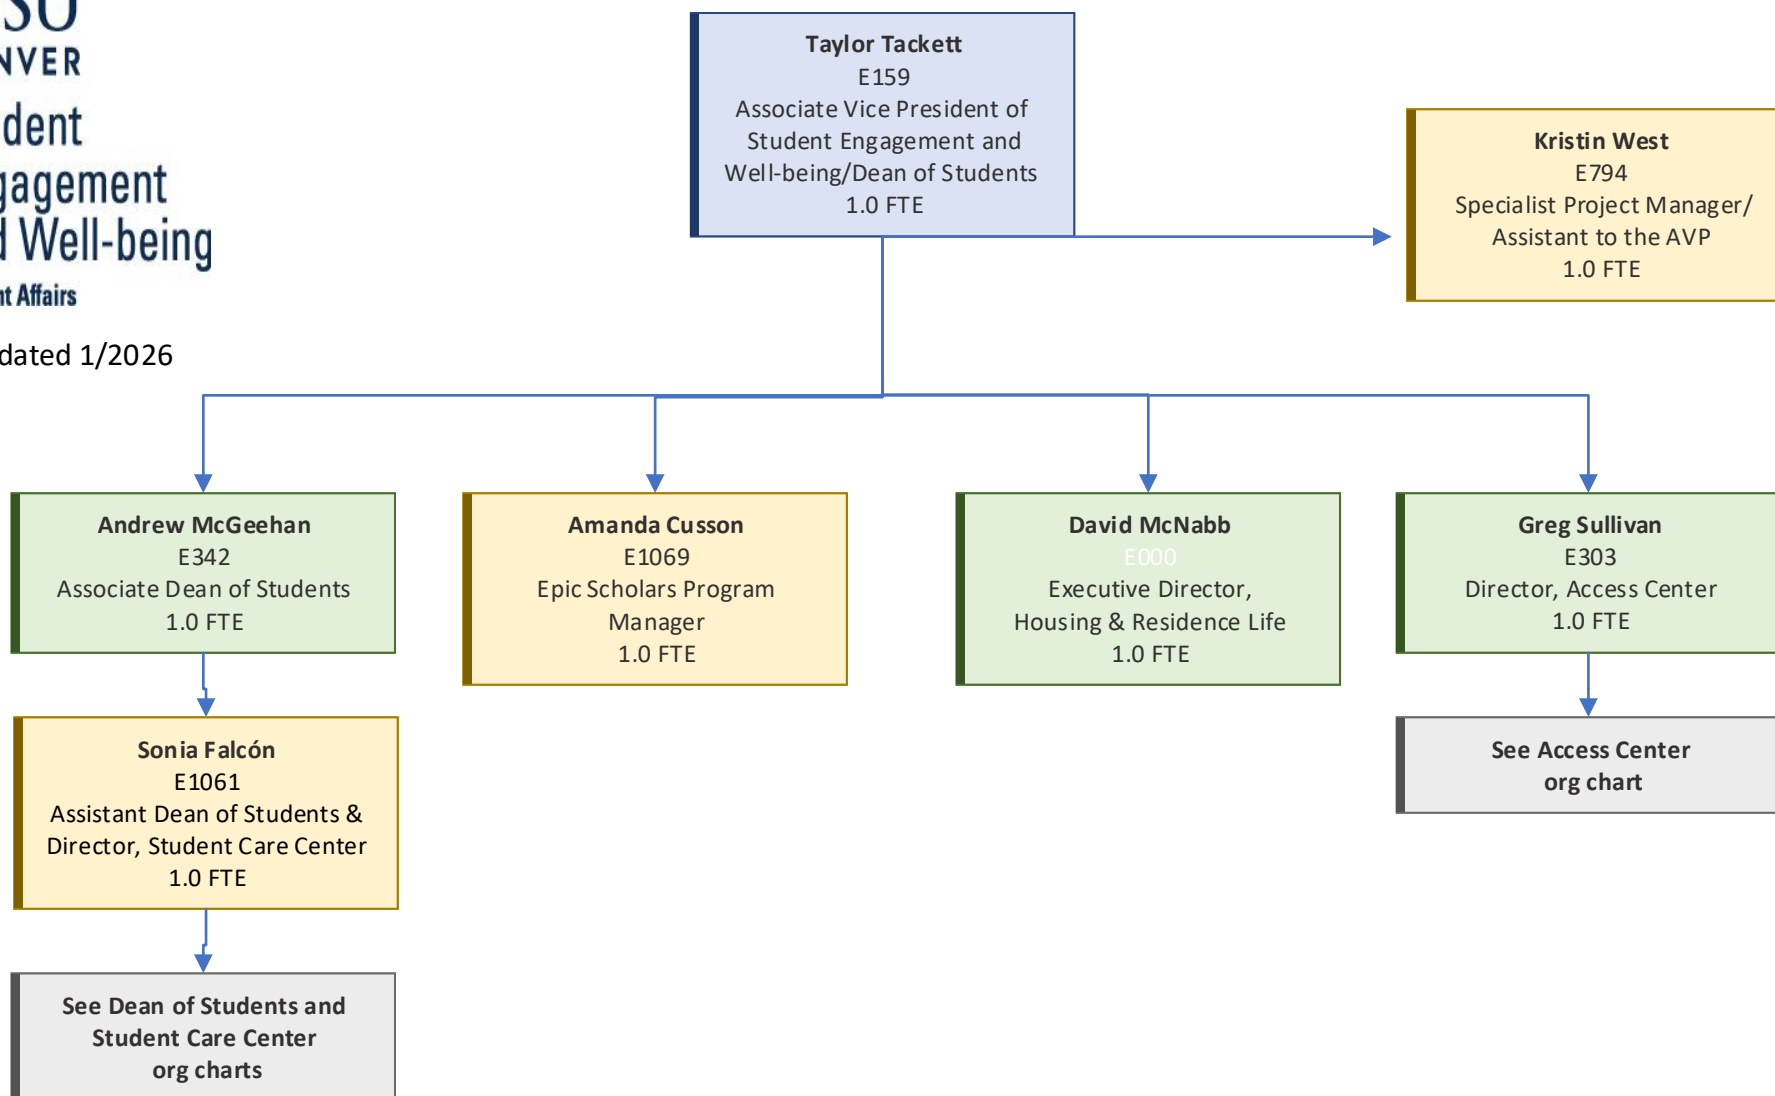 SU
NVER
dent
gagement
d Well-being
nt Affairs
dated 1/2026
Taylor Tackett
E159
Associate Vice President of
Student Engagement and
Well-being/Dean of Students
1.0 FTE
Kristin West
E794
Specialist Project Manager/
Assistant to the AVP
1.0 FTE
Andrew McGeehan
E342
Associate Dean of Students
1.0 FTE
Amanda Cusson
E1069
Epic Scholars Program
Manager
1.0 FTE
David McNabb
E000
Executive Director,
Housing & Residence Life
1.0 FTE
Greg Sullivan
E303
Director, Access Center
1.0 FTE
Sonia Falcón
E1061
Assistant Dean of Students &
Director, Student Care Center
1.0 FTE
See Access Center
org chart
See Dean of Students and
Student Care Center
org charts